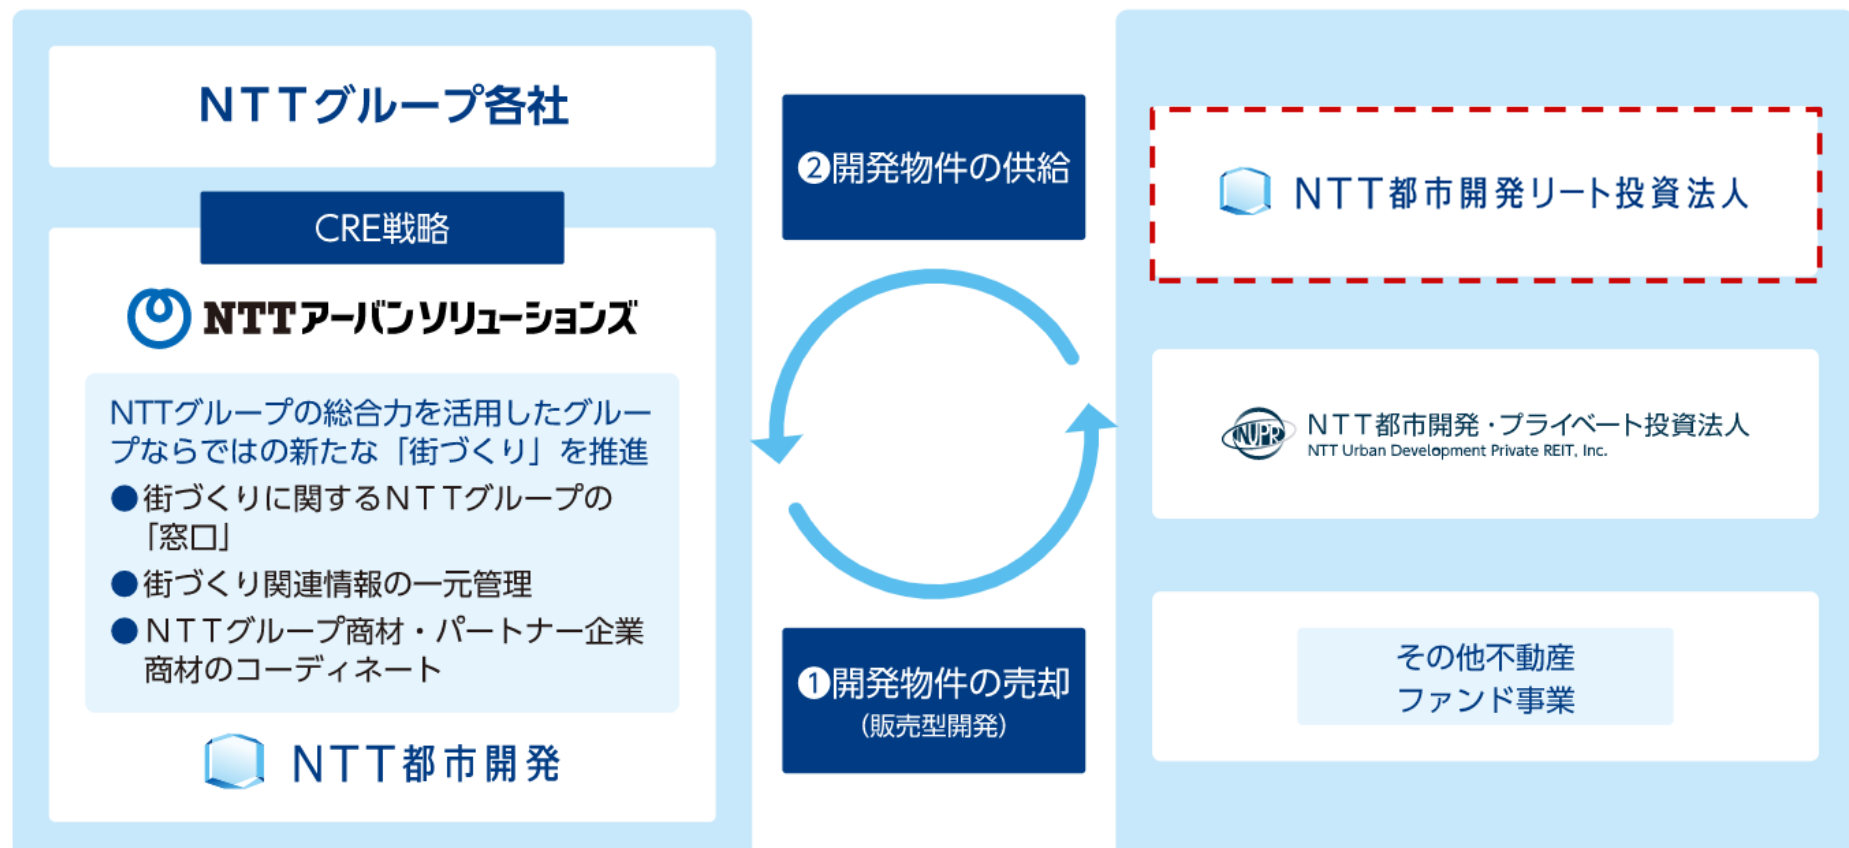 NTTグループ各社
CRE戦略
NTTアーバンソリューションズ
NTTグループの総合力を活用したグルー
プならではの新たな「街づくり」を推進
●街づくりに関するNTTグループの
「窓口」
●街づくり関連情報の一元管理
●NTTグループ商材・パートナー企業
商材のコーディネート
NTT都市開発
❷開発物件の供給
❶開発物件の売却
(販売型開発)
NTT都市開発リート投資法人
NUPR
NTT都市開発・プライベート投資法人
NTT Urban Development Private REIT, Inc.
その他不動産
ファンド事業